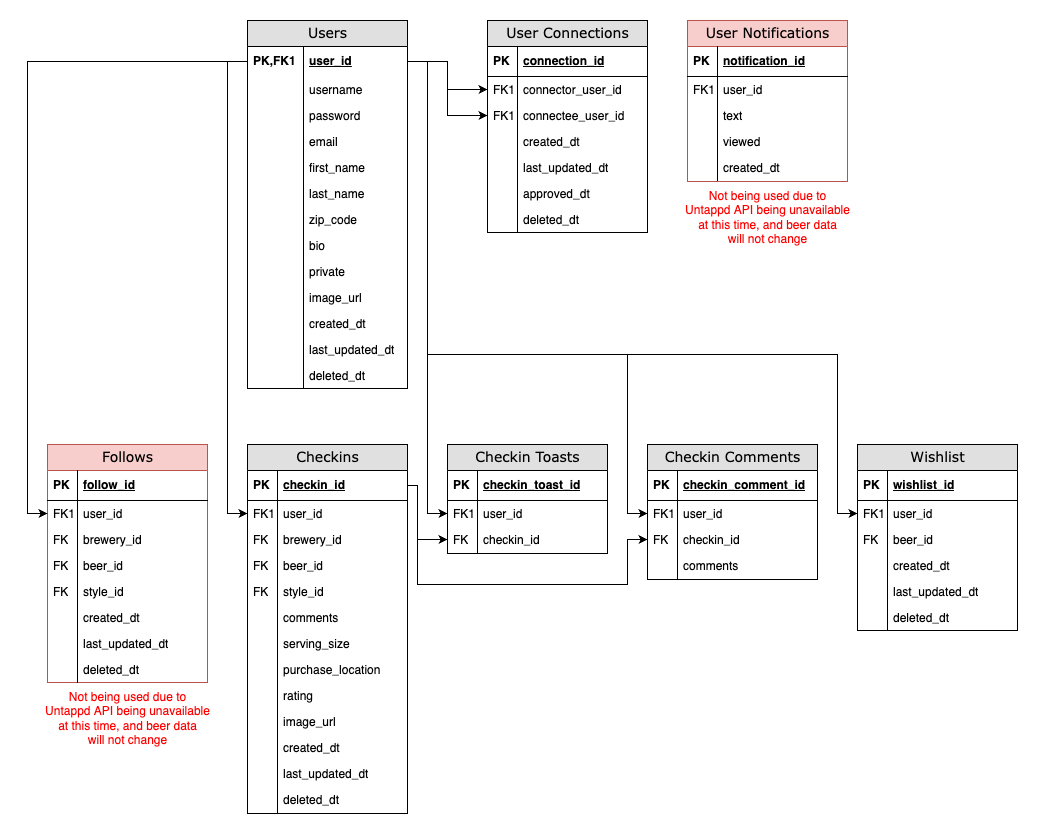 Users
PK,FK1 user_id
username
password
email
first_name
last_name
zip_code
bio
private
image_url
created_dt
last_updated_dt
deleted_dt
User Connections
PK connection_id
FK1 connector_user_id
FK1 connectee_user_id
created_dt
last_updated_dt
approved_dt
deleted_dt
User Notifications
PK notification_id
FK1 user_id
text
viewed
created_dt
Not being used due to
Untappd API being unavailable
at this time, and beer data
will not change
Follows
PK follow_id
FK1 user_id
FK brewery_id
FK beer_id
FK style_id
created_dt
last_updated_dt
deleted_dt
Not being used due to
Untappd API being unavailable
at this time, and beer data
will not change
Checkins
PK checkin_id
FK1 user_id
FK brewery_id
FK beer_id
FK style_id
comments
serving_size
purchase_location
rating
image_url
created_dt
last_updated_dt
deleted_dt
Checkin Toasts
PK checkin_toast_id
FK1 user_id
FK checkin_id
Checkin Comments
PK checkin_comment_id
FK1 user_id
FK checkin_id
comments
Wishlist
PK wishlist_id
FK1 user_id
FK beer_id
created_dt
last_updated_dt
deleted_dt